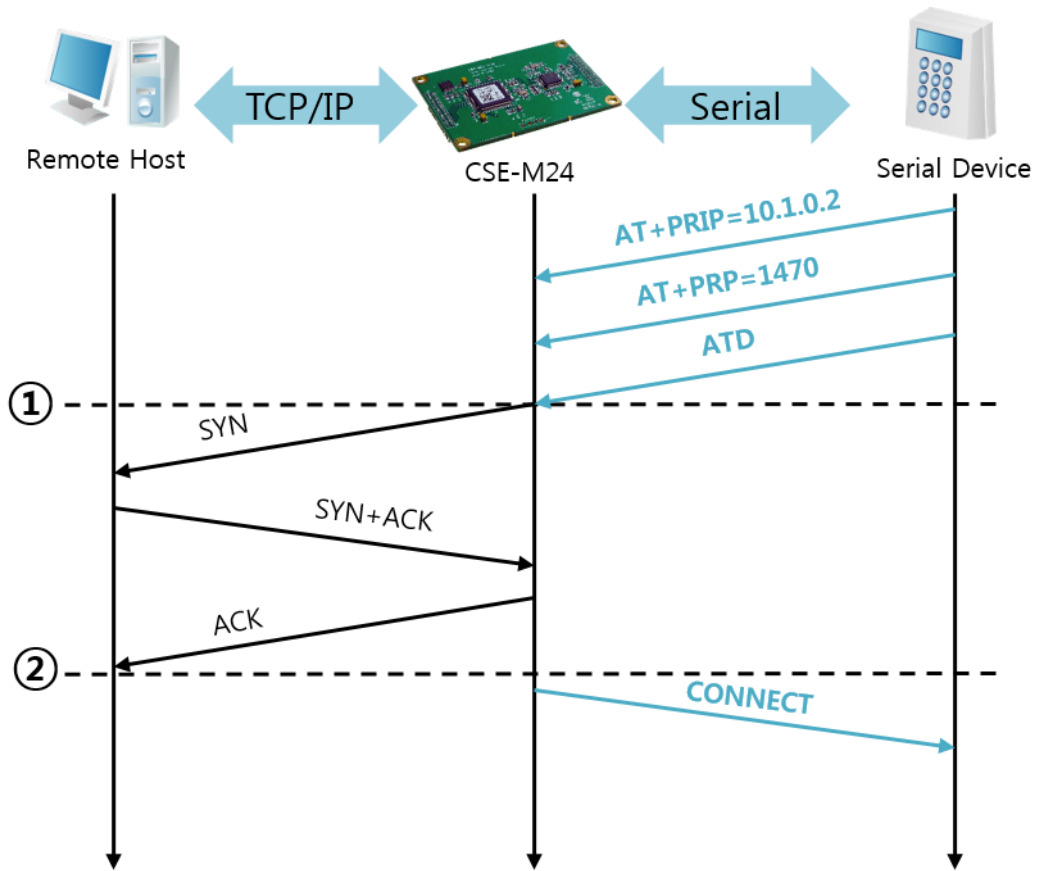 TCP/IP
Serial
Remote Host
CSE-M24
Serial Device
AT+PRIP=10.1.0.2
AT+PRP=1470
ATD
①
SYN
SYN+ACK
ACK
②
CONNECT